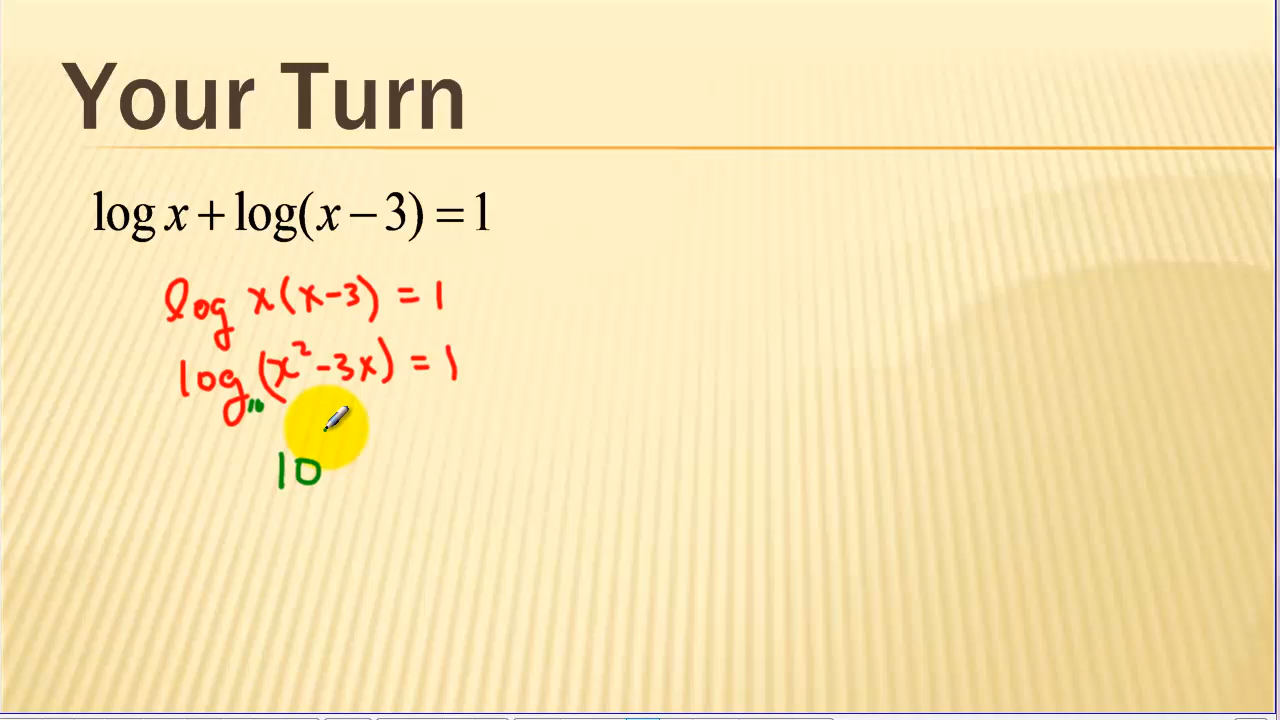 Your Turn
log x + log(x − 3) = 1
log x(x-3) = 1
log₁₀ (x² - 3x) = 1
10